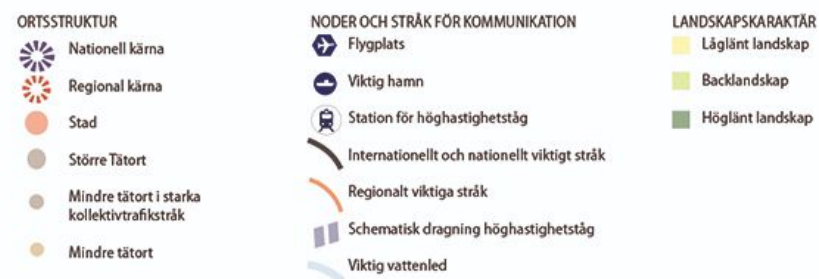 ORTSSTRUKTUR
Nationell kärna
Regional kärna
Stad
Större Tätort
Mindre tätort i starka
kollektivtrafikstråk
Mindre tätort
NODER OCH STRÅK FÖR KOMMUNIKATION
Flygplats
Viktig hamn
Station för höghastighetståg
Internationellt och nationellt viktigt stråk
Regionalt viktiga stråk
Schematisk dragning höghastighetståg
Viktig vattenled
LANDSKAPSKARAKTÄR
Låglänt landskap
Backlandskap
Höglänt landskap